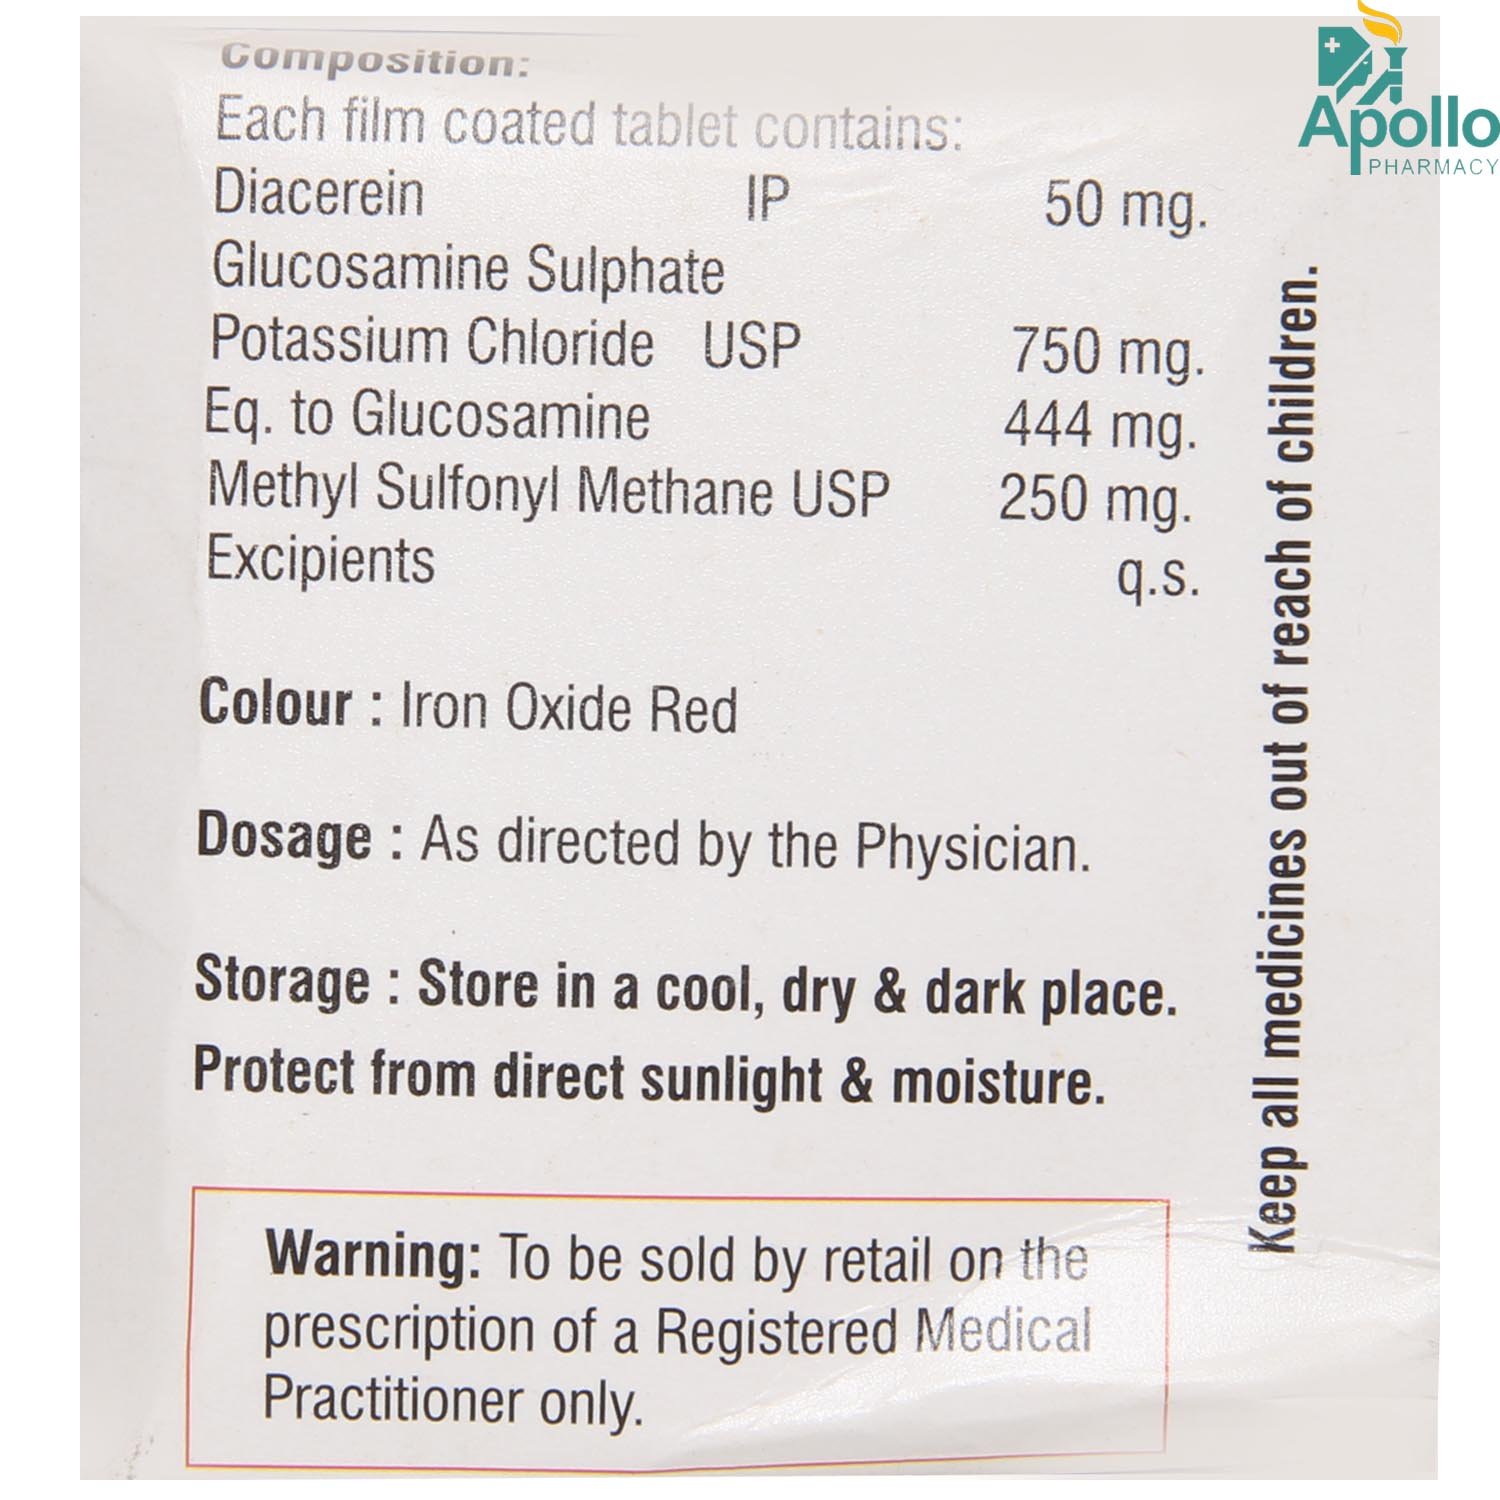 Apollo
PHARMACY
Composition:
Each film coated tablet contains:
Diacerein IP 50 mg.
Glucosamine Sulphate
Potassium Chloride USP 750 mg.
Eq. to Glucosamine 444 mg.
Methyl Sulfonyl Methane USP 250 mg.
Excipients q.s.
Colour : Iron Oxide Red
Dosage : As directed by the Physician.
Storage : Store in a cool, dry & dark place.
Protect from direct sunlight & moisture.
Warning: To be sold by retail on the
prescription of a Registered Medical
Practitioner only.
Keep all medicines out of reach of children.